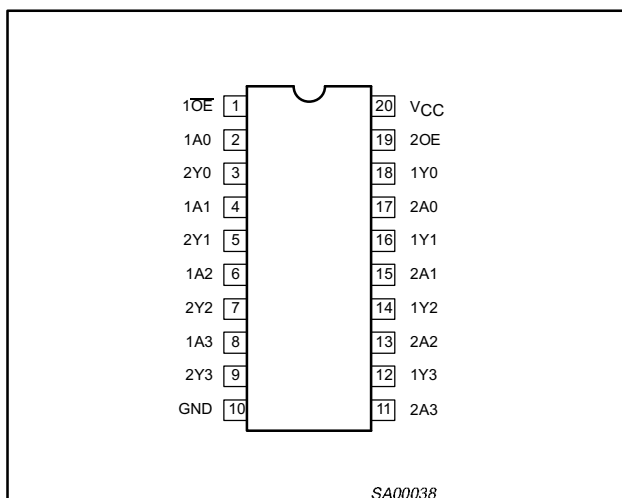 1O̅E̅ 1 20 VCC
1A0 2 19 2OE
2Y0 3 18 1Y0
1A1 4 17 2A0
2Y1 5 16 1Y1
1A2 6 15 2A1
2Y2 7 14 1Y2
1A3 8 13 2A2
2Y3 9 12 1Y3
GND 10 11 2A3
SA00038